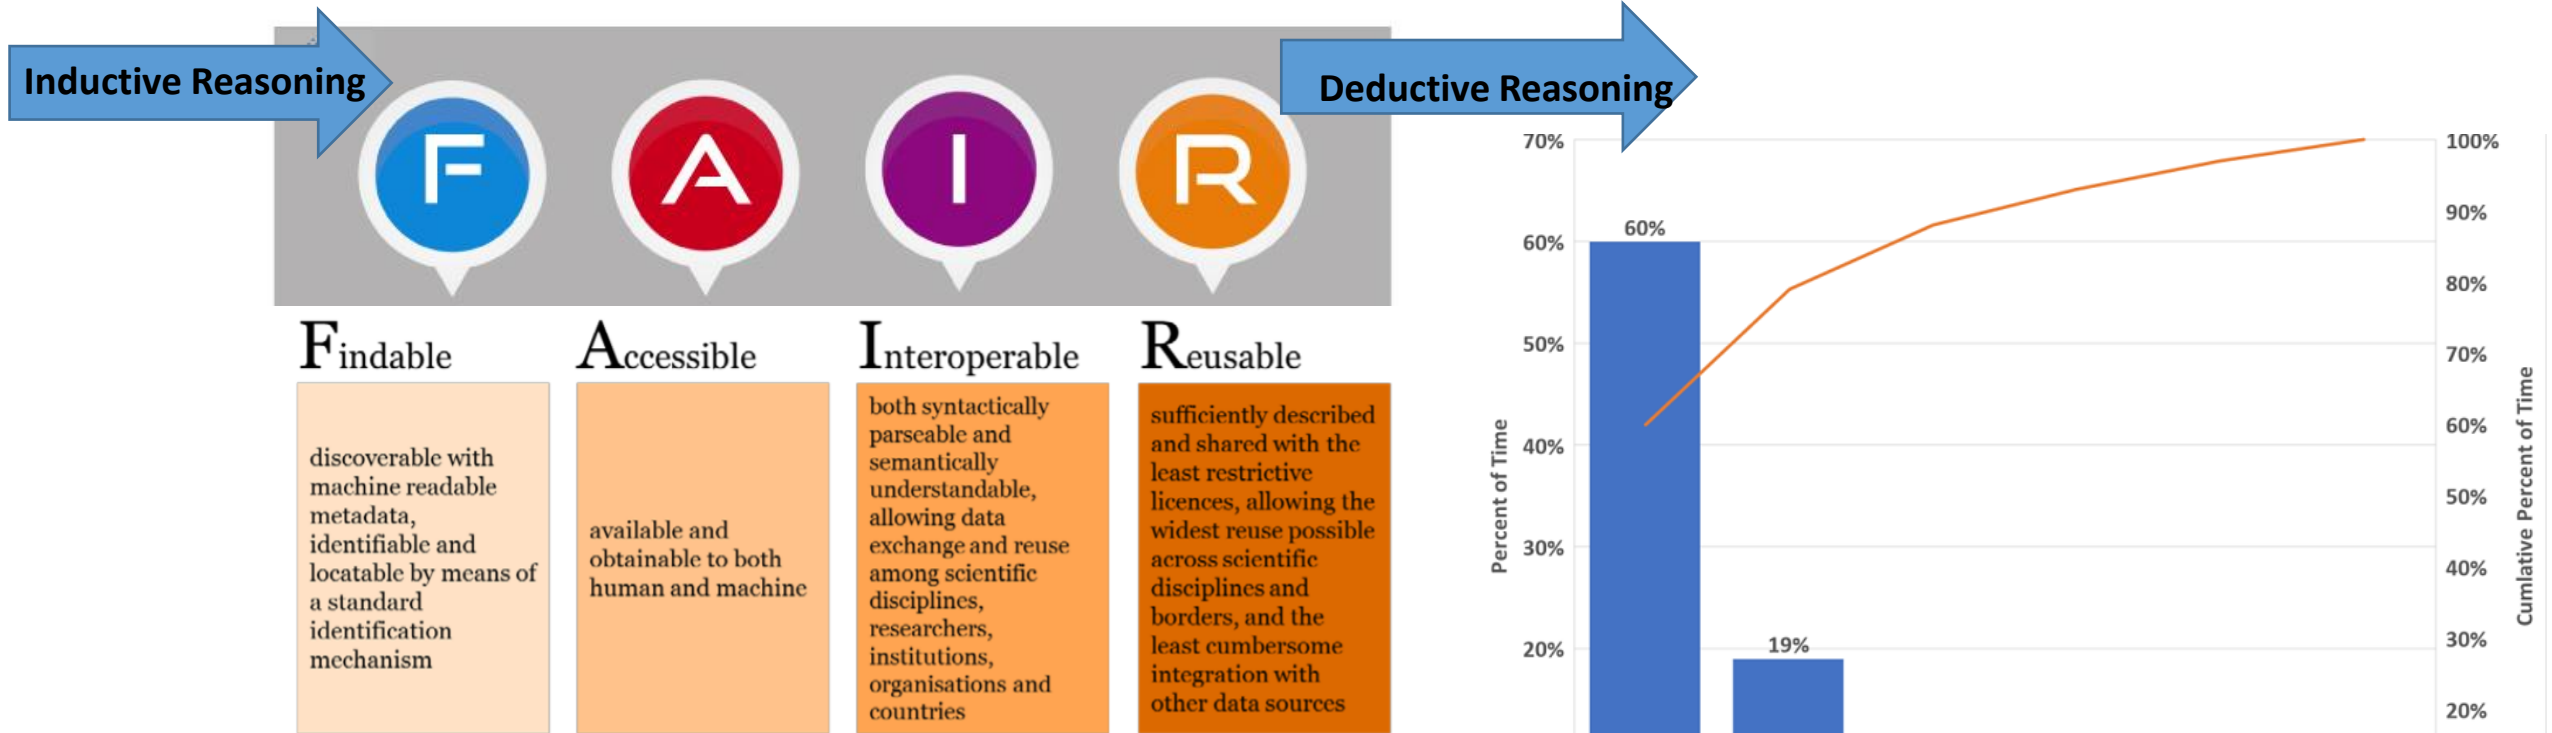 Inductive Reasoning
Deductive Reasoning
F
A
I
R
Findable
Accessible
Interoperable
Reusable
discoverable with
machine readable
metadata,
identifiable and
locatable by means of
a standard
identification
mechanism
available and
obtainable to both
human and machine
both syntactically
parseable and
semantically
understandable,
allowing data
exchange and reuse
among scientific
disciplines,
researchers,
institutions,
organisations and
countries
sufficiently described
and shared with the
least restrictive
licences, allowing the
widest reuse possible
across scientific
disciplines and
borders, and the
least cumbersome
integration with
other data sources
Percent of Time
70%
60%
50%
40%
30%
20%
60%
19%
100%
90%
80%
70%
60%
50%
40%
30%
20%
Cumlative Percent of Time